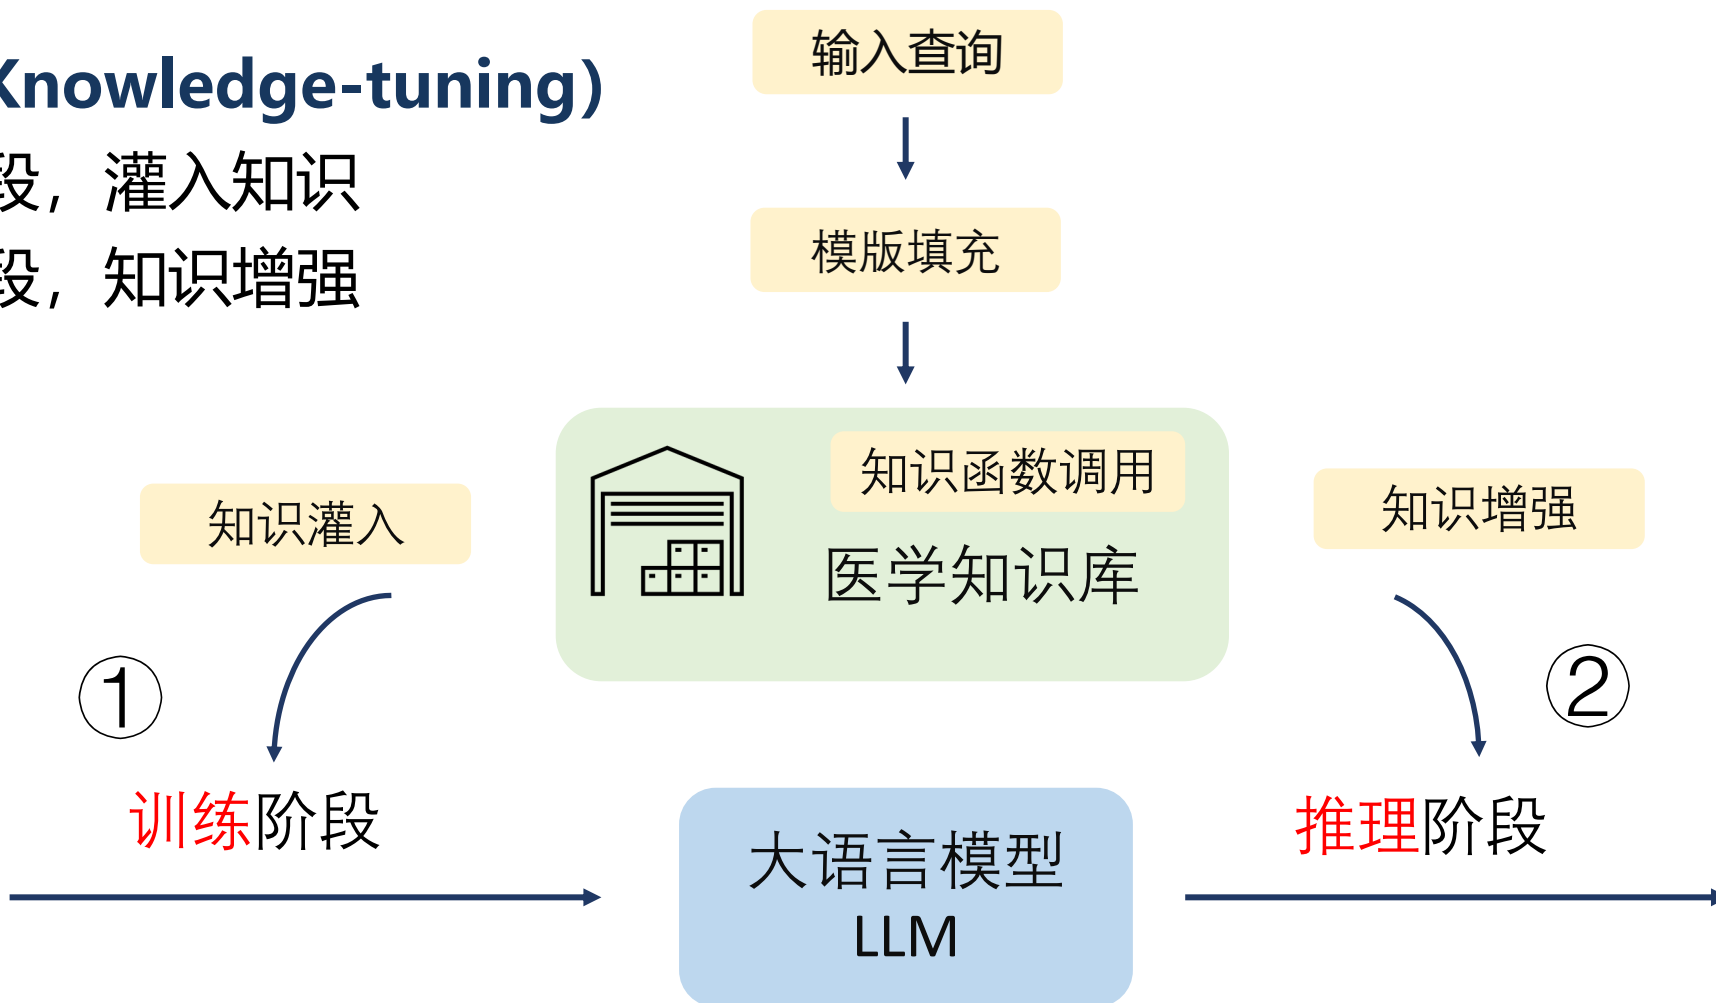 Knowledge-tuning）
段，灌入知识
段，知识增强
输入查询
模版填充
知识函数调用
医学知识库
知识灌入
知识增强
①
②
训练阶段
推理阶段
大语言模型
LLM